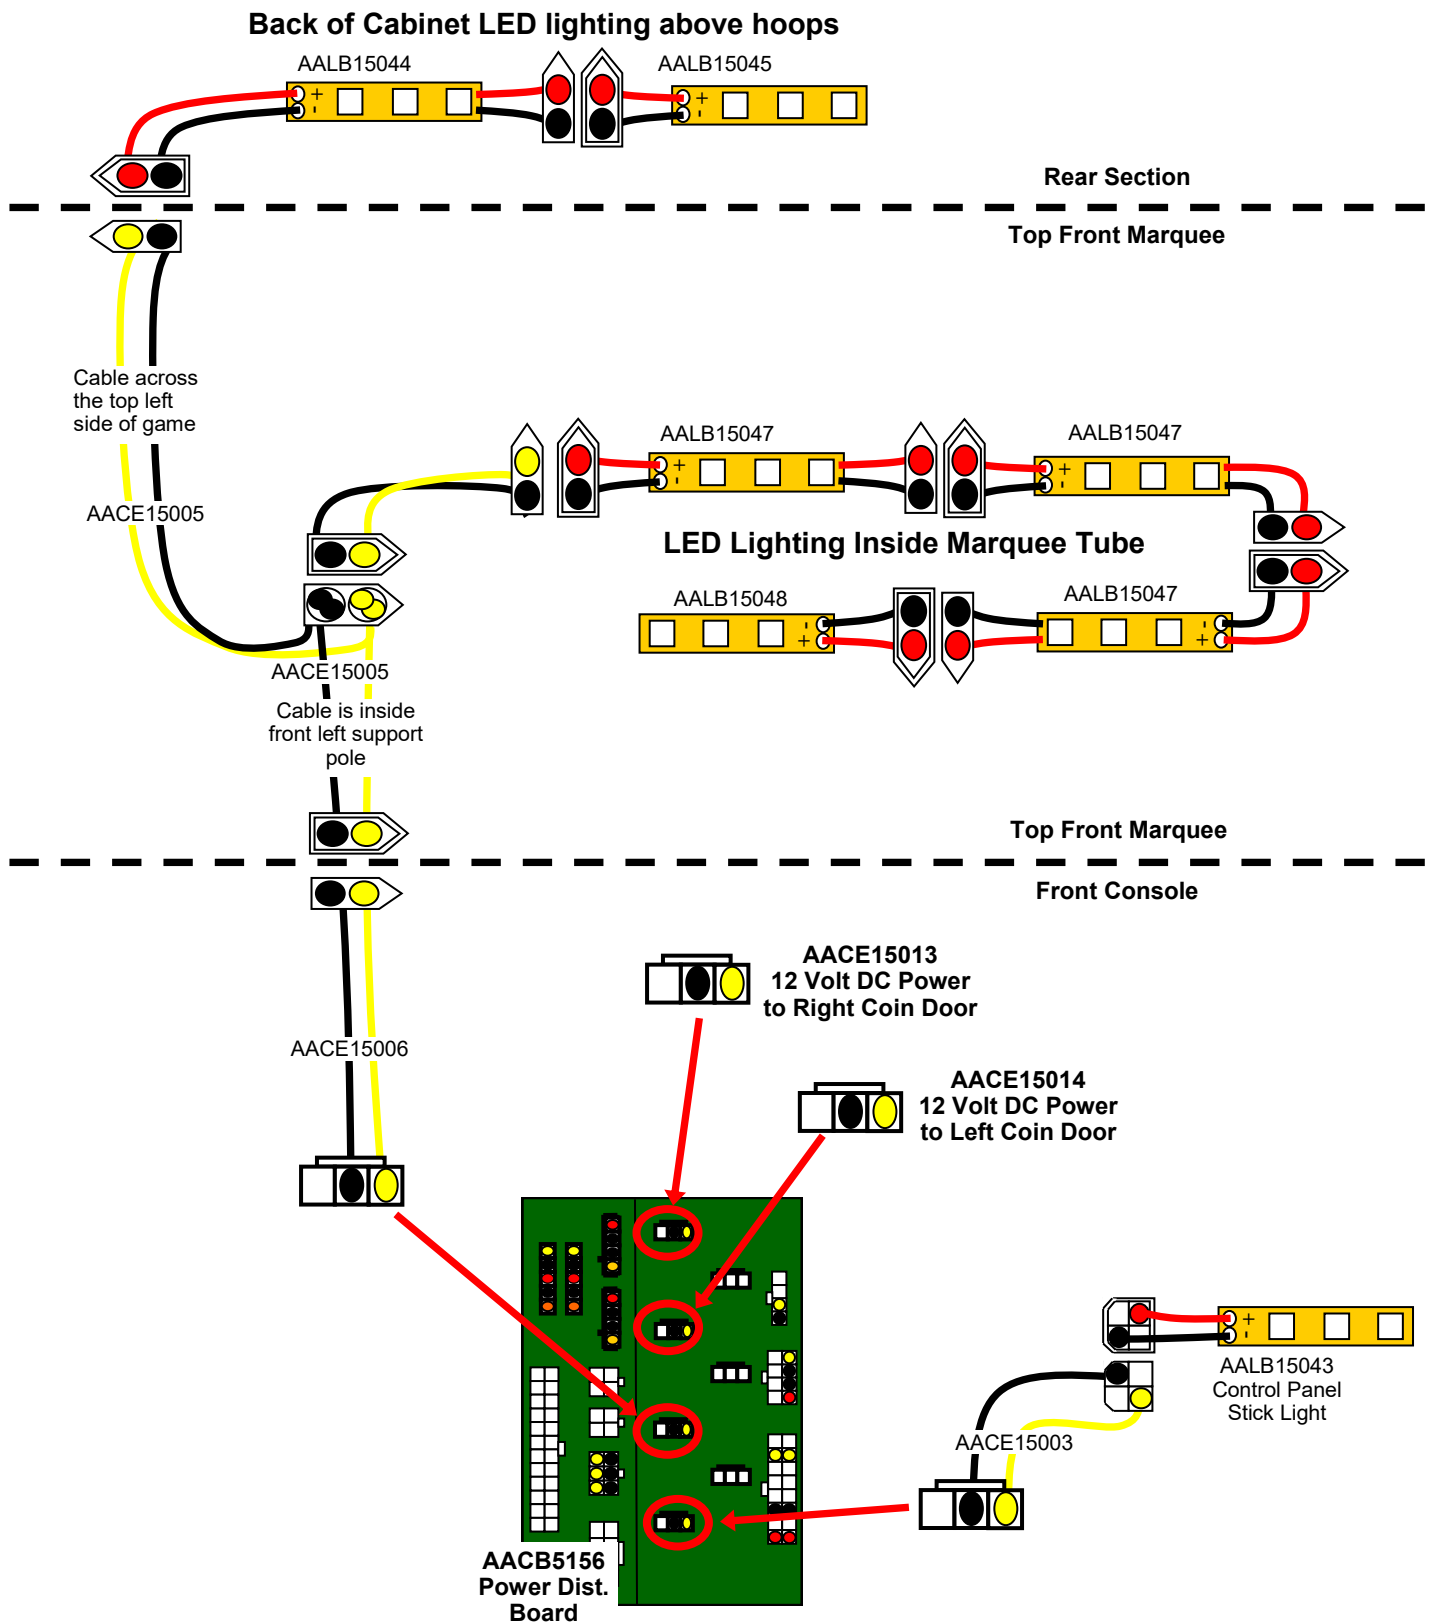 Back of Cabinet LED lighting above hoops
AALB15044
AALB15045
+
-
+
-
Rear Section
Top Front Marquee
Cable across
the top left
side of game
AACE15005
AALB15047
AALB15047
+
-
+
-
LED Lighting Inside Marquee Tube
AALB15048
AALB15047
-
+
-
+
AACE15005
Cable is inside
front left support
pole
Top Front Marquee
Front Console
AACE15013
12 Volt DC Power
to Right Coin Door
AACE15006
AACE15014
12 Volt DC Power
to Left Coin Door
+
-
AALB15043
Control Panel
Stick Light
AACE15003
AACB5156
Power Dist.
Board